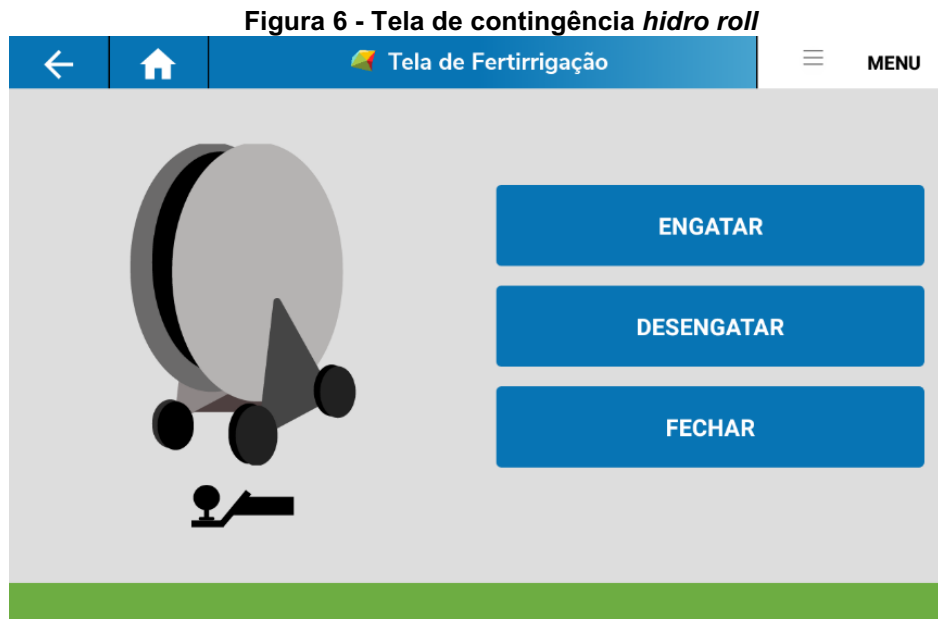 Figura 6 - Tela de contingência hidro roll
Tela de Fertirrigação
MENU
ENGATAR
DESENGATAR
FECHAR